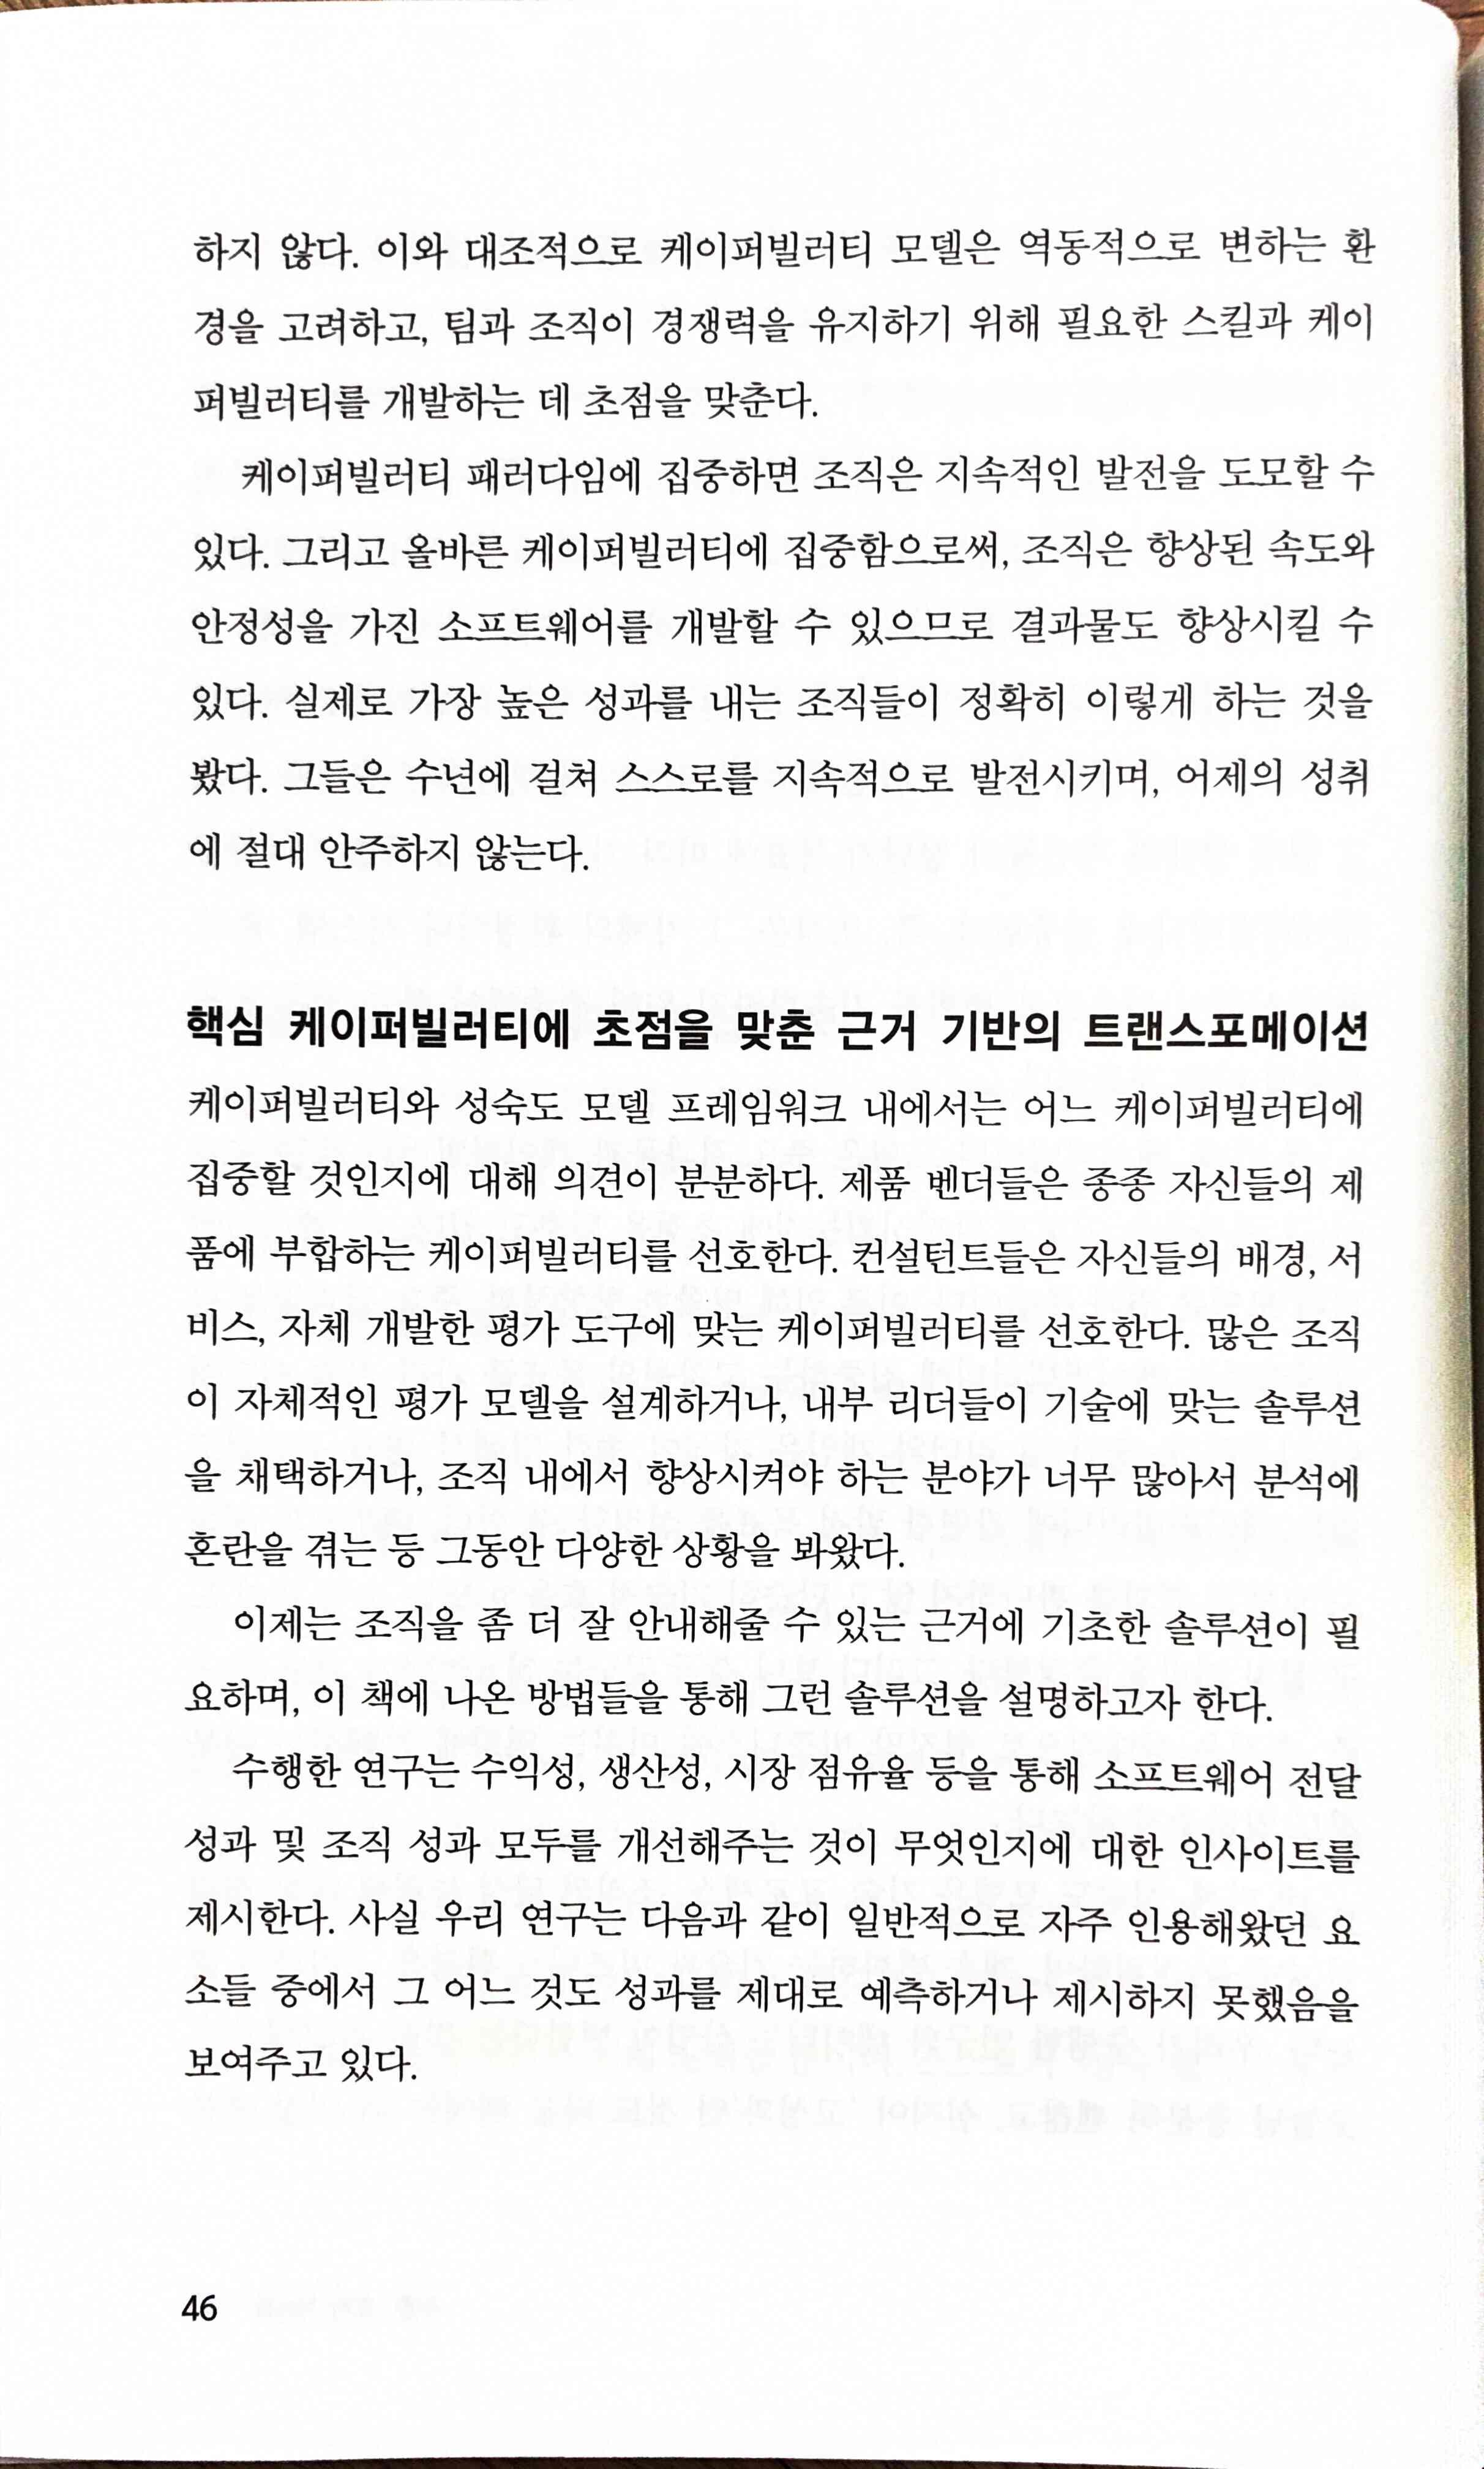 하지 않다. 이와 대조적으로 케이퍼빌러티 모델은 역동적으로 변하는 환
경을 고려하고, 팀과 조직이 경쟁력을 유지하기 위해 필요한 스킬과 케이
퍼빌러티를 개발하는 데 초점을 맞춘다.
케이퍼빌러티 패러다임에 집중하면 조직은 지속적인 발전을 도모할 수
있다. 그리고 올바른 케이퍼빌러티에 집중함으로써, 조직은 향상된 속도와
안정성을 가진 소프트웨어를 개발할 수 있으므로 결과물도 향상시킬 수
있다. 실제로 가장 높은 성과를 내는 조직들이 정확히 이렇게 하는 것을
봤다. 그들은 수년에 걸쳐 스스로를 지속적으로 발전시키며, 어제의 성취
에 절대 안주하지 않는다.
핵심 케이퍼빌러티에 초점을 맞춘 근거 기반의 트랜스포메이션
케이퍼빌러티와 성숙도 모델 프레임워크 내에서는 어느 케이퍼빌러티에
집중할 것인지에 대해 의견이 분분하다. 제품 벤더들은 종종 자신들의 제
품에 부합하는 케이퍼빌러티를 선호한다. 컨설턴트들은 자신들의 배경, 서
비스, 자체 개발한 평가 도구에 맞는 케이퍼빌러티를 선호한다. 많은 조직
이 자체적인 평가 모델을 설계하거나, 내부 리더들이 기술에 맞는 솔루션
을 채택하거나, 조직 내에서 향상시켜야 하는 분야가 너무 많아서 분석에
혼란을 겪는 등 그동안 다양한 상황을 봐왔다.
이제는 조직을 좀 더 잘 안내해줄 수 있는 근거에 기초한 솔루션이 필
요하며, 이 책에 나온 방법들을 통해 그런 솔루션을 설명하고자 한다.
수행한 연구는 수익성, 생산성, 시장 점유율 등을 통해 소프트웨어 전달
성과 및 조직 성과 모두를 개선해주는 것이 무엇인지에 대한 인사이트를
제시한다. 사실 우리 연구는 다음과 같이 일반적으로 자주 인용해왔던 요
소들 중에서 그 어느 것도 성과를 제대로 예측하거나 제시하지 못했음을
보여주고 있다.
46